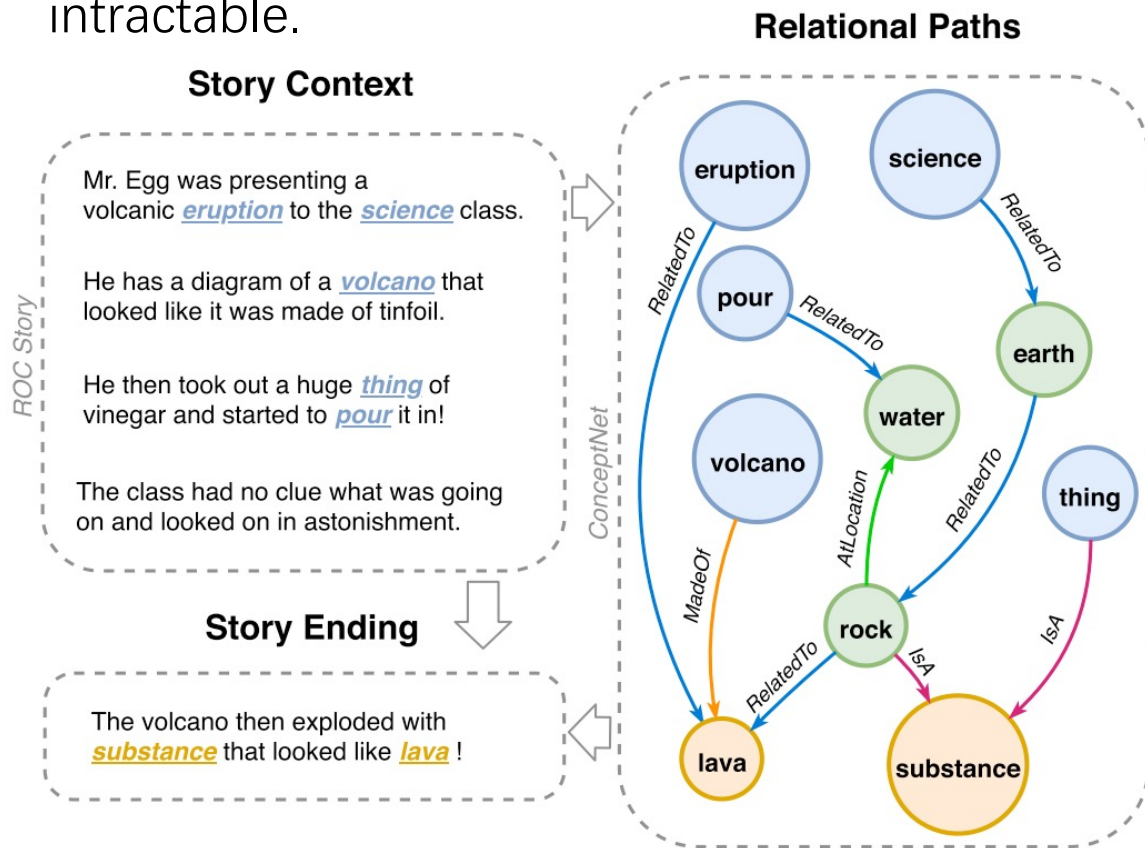 intractable.
Relational Paths
Story Context
ROC Story
Mr. Egg was presenting a
volcanic eruption to the science class.
He has a diagram of a volcano that
looked like it was made of tinfoil.
He then took out a huge thing of
vinegar and started to pour it in!
The class had no clue what was going
on and looked on in astonishment.
Story Ending
The volcano then exploded with
substance that looked like lava !
ConceptNet
eruption
science
RelatedTo
RelatedTo
pour
RelatedTo
earth
water
volcano
thing
AtLocation
RelatedTo
MadeOf
rock
IsA
RelatedTo
IsA
lava
substance